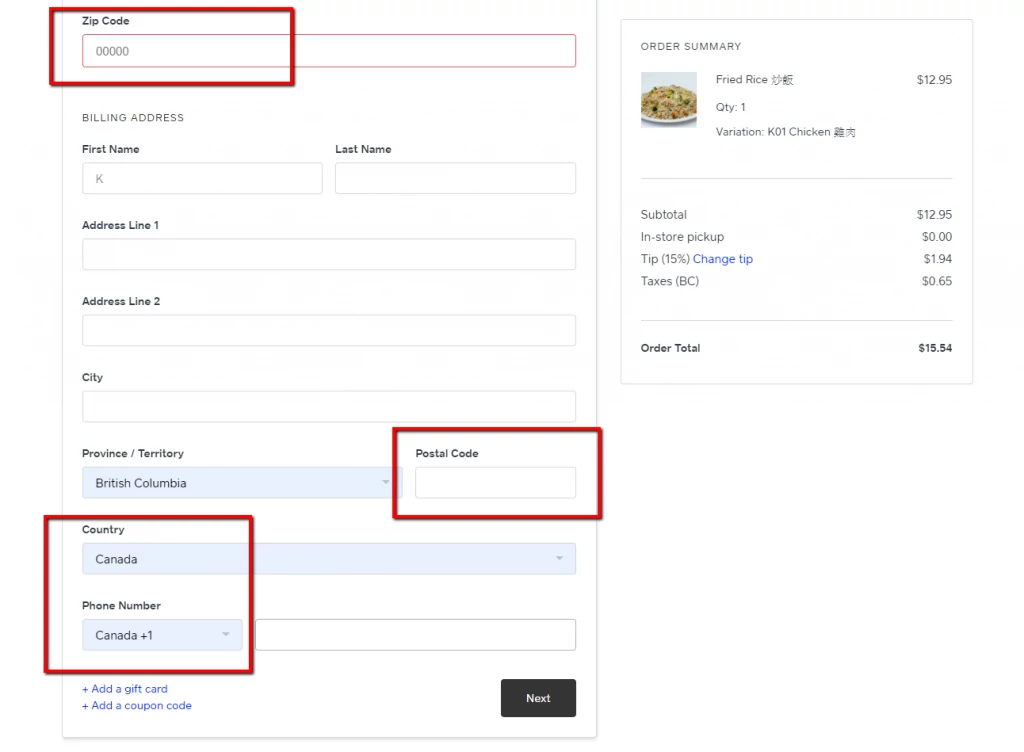 Zip Code
00000
BILLING ADDRESS
First Name
Last Name
K
Address Line 1
Address Line 2
City
Province / Territory
Postal Code
British Columbia
Country
Canada
Phone Number
Canada +1
+ Add a gift card
+ Add a coupon code
Next
ORDER SUMMARY
Fried Rice 炒飯 $12.95
Qty: 1
Variation: K01 Chicken 雞肉
Subtotal $12.95
In-store pickup $0.00
Tip (15%) Change tip $1.94
Taxes (BC) $0.65
Order Total $15.54